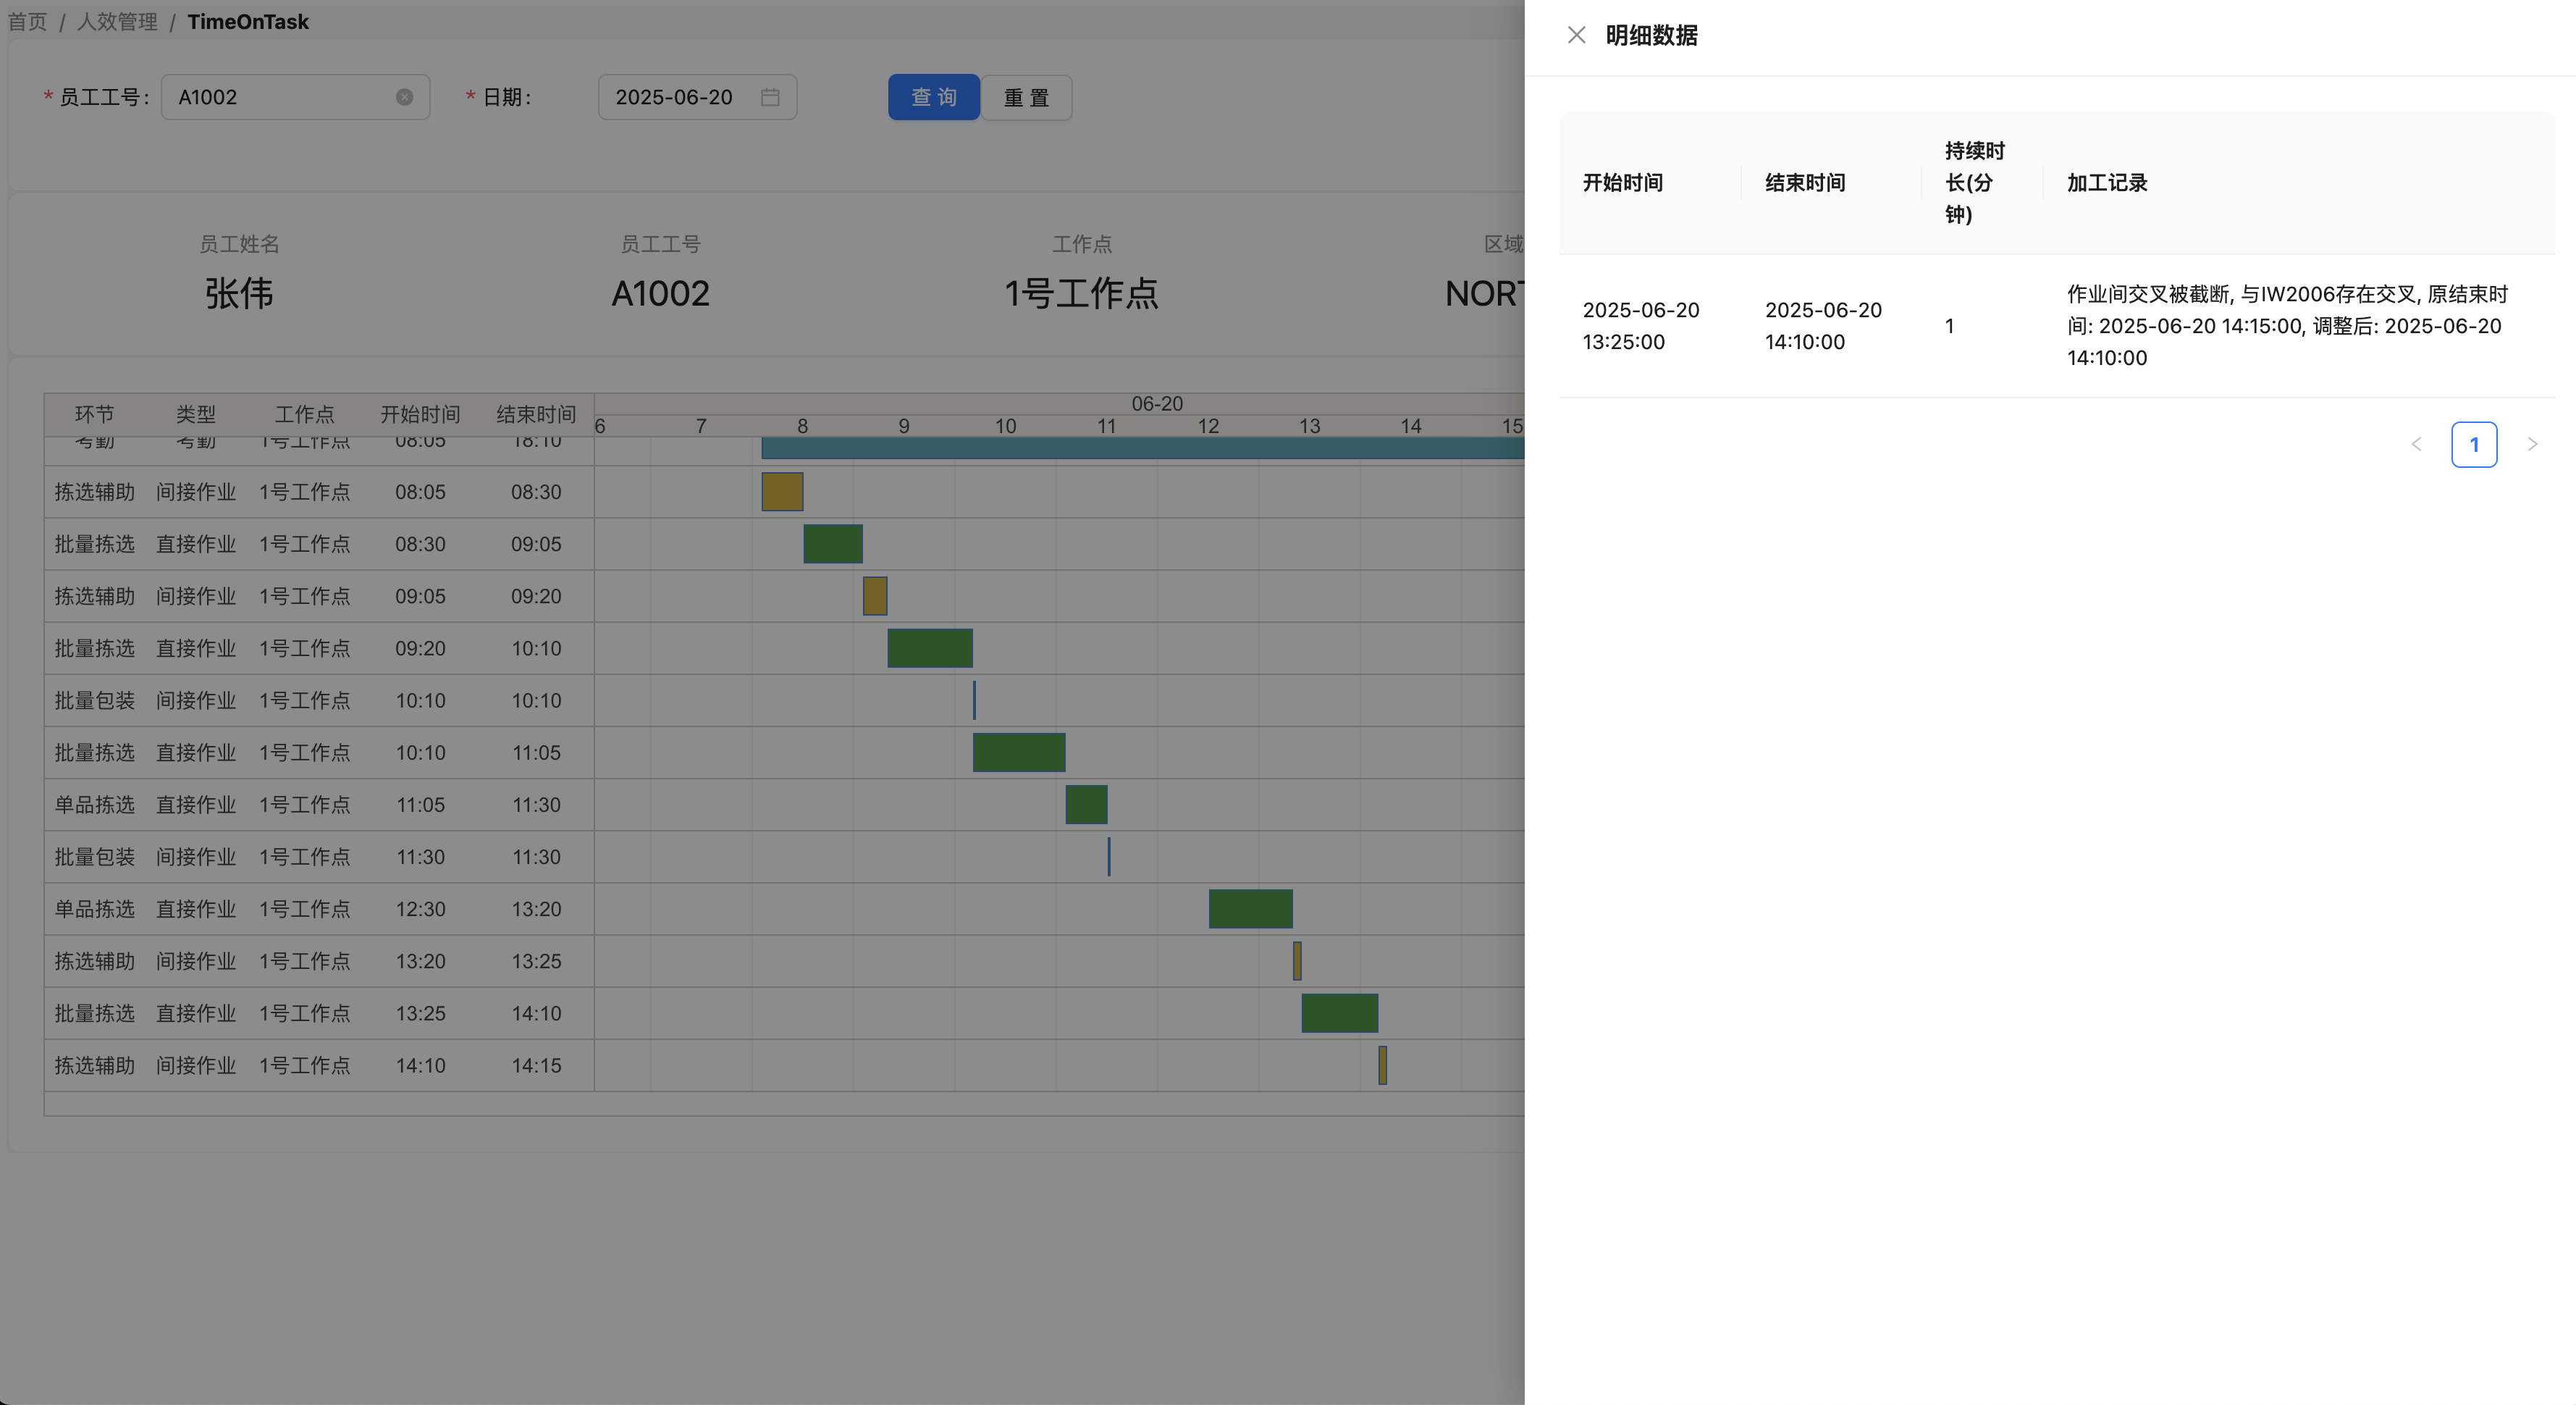 首页 / 人效管理 / TimeOnTask
* 员工工号: A1002 * 日期: 2025-06-20 查 询 重 置
员工姓名 员工工号 工作点 区域
张伟 A1002 1号工作点 NORT
环节 类型 工作点 开始时间 结束时间 06-20
6 7 8 9 10 11 12 13 14 15
考勤 考勤 1号工作点 08:05 18:10
拣选辅助 间接作业 1号工作点 08:05 08:30
批量拣选 直接作业 1号工作点 08:30 09:05
拣选辅助 间接作业 1号工作点 09:05 09:20
批量拣选 直接作业 1号工作点 09:20 10:10
批量包装 间接作业 1号工作点 10:10 10:10
批量拣选 直接作业 1号工作点 10:10 11:05
单品拣选 直接作业 1号工作点 11:05 11:30
批量包装 间接作业 1号工作点 11:30 11:30
单品拣选 直接作业 1号工作点 12:30 13:20
拣选辅助 间接作业 1号工作点 13:20 13:25
批量拣选 直接作业 1号工作点 13:25 14:10
拣选辅助 间接作业 1号工作点 14:10 14:15
明细数据
开始时间 结束时间 持续时
长(分
钟) 加工记录
2025-06-20
13:25:00
2025-06-20
14:10:00
1
作业间交叉被截断, 与IW2006存在交叉, 原结束时
间: 2025-06-20 14:15:00, 调整后: 2025-06-20
14:10:00
1